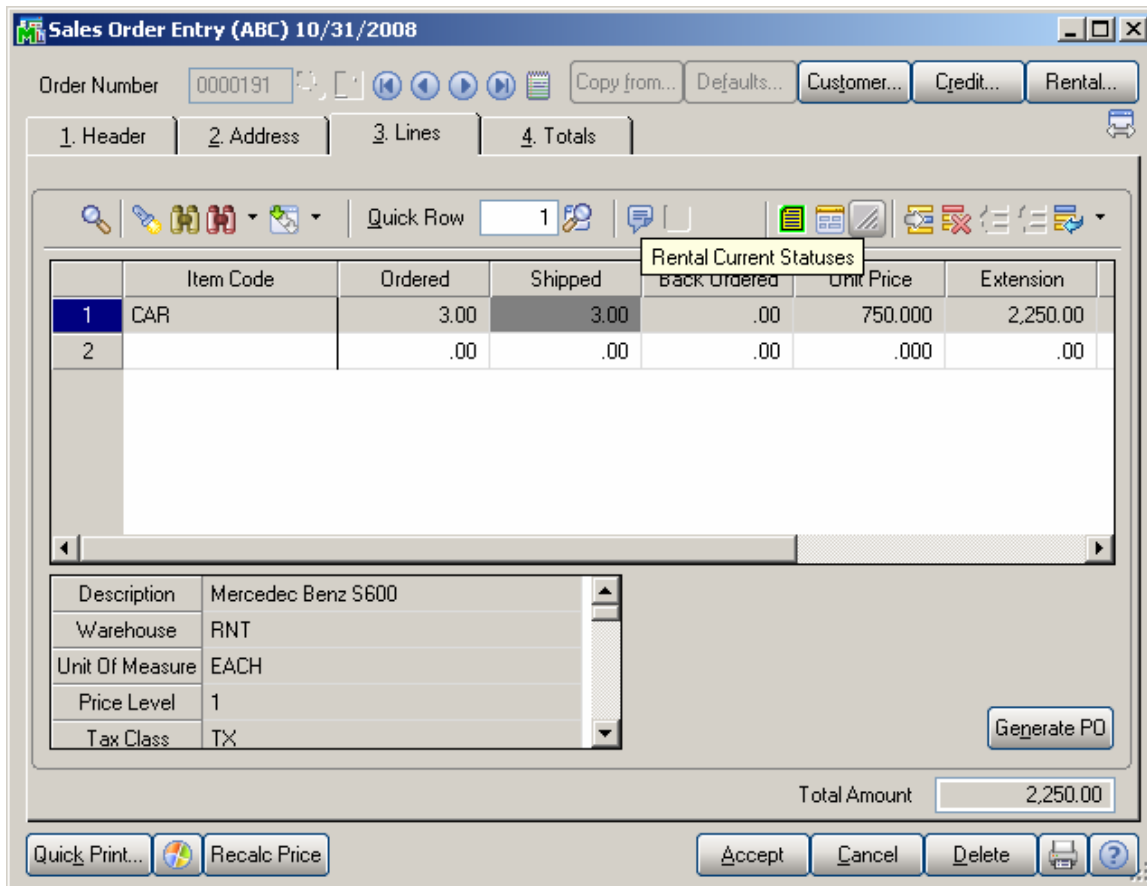 Sales Order Entry (ABC) 10/31/2008
Order Number 0000191 Copy from... Defaults... Customer... Credit... Rental...
1. Header 2. Address 3. Lines 4. Totals
Quick Row 1
Rental Current Statuses
Item Code Ordered Shipped Back Ordered Unit Price Extension
1 CAR 3.00 3.00 .00 750.000 2,250.00
2 .00 .00 .00 .000 .00
Description Mercedec Benz S600
Warehouse RNT
Unit Of Measure EACH
Price Level 1
Tax Class TX
Generate PO
Total Amount 2,250.00
Quick Print... Recalc Price Accept Cancel Delete